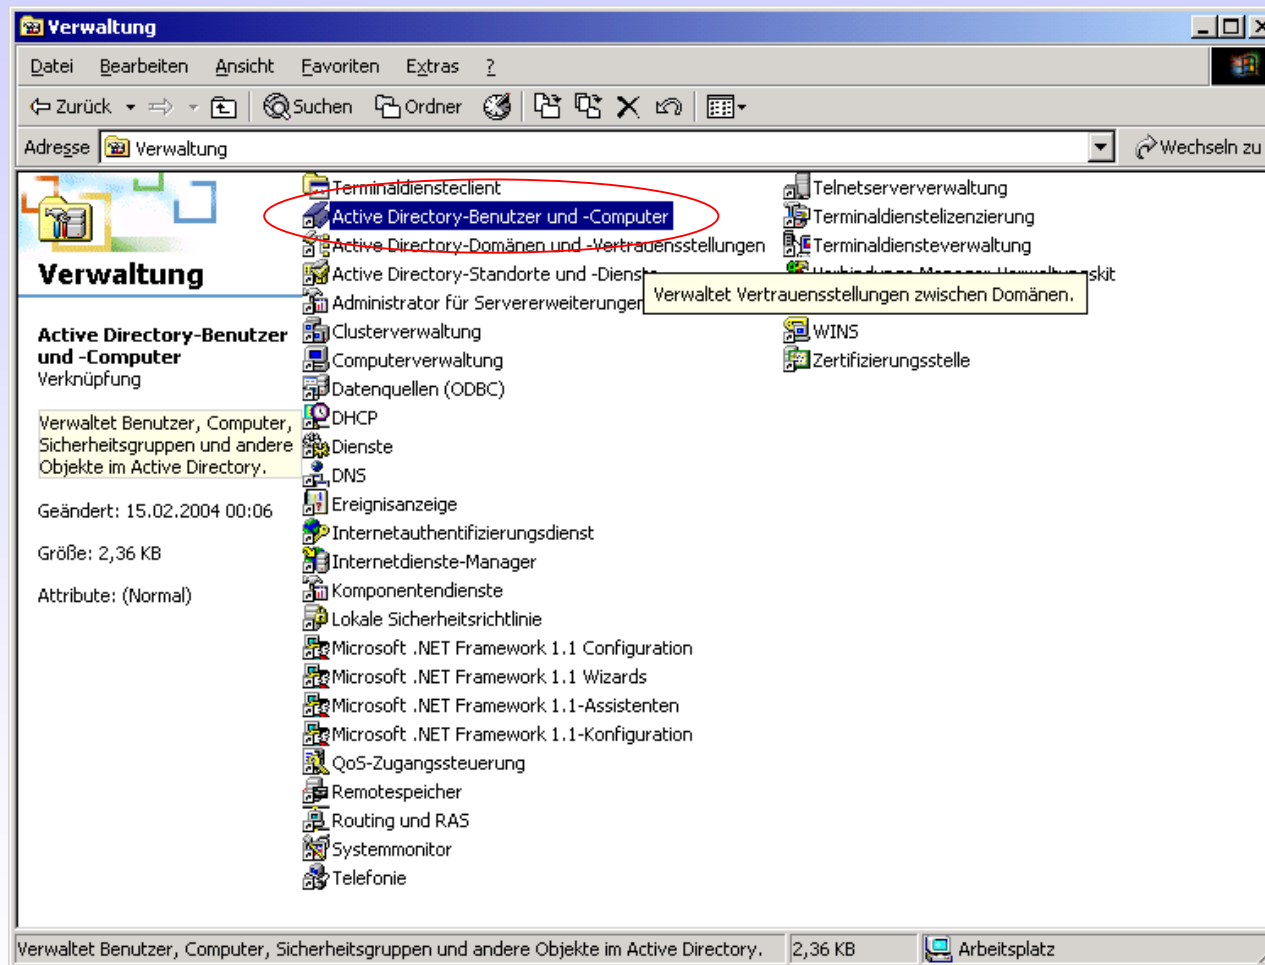 Verwaltung
Datei Bearbeiten Ansicht Favoriten Extras ?
Zurück Suchen Ordner
Adresse Verwaltung Wechseln zu
Verwaltung
Active Directory-Benutzer
und -Computer
Verknüpfung
Verwaltet Benutzer, Computer,
Sicherheitsgruppen und andere
Objekte im Active Directory.
Geändert: 15.02.2004 00:06
Größe: 2,36 KB
Attribute: (Normal)
Terminaldiensteclient
Active Directory-Benutzer und -Computer
Active Directory-Domänen und -Vertrauensstellungen
Active Directory-Standorte und -Dienste
Administrator für Servererweiterungen
Clusterverwaltung
Computerverwaltung
Datenquellen (ODBC)
DHCP
Dienste
DNS
Ereignisanzeige
Internetauthentifizierungsdienst
Internetdienste-Manager
Komponentendienste
Lokale Sicherheitsrichtlinie
Microsoft .NET Framework 1.1 Configuration
Microsoft .NET Framework 1.1 Wizards
Microsoft .NET Framework 1.1-Assistenten
Microsoft .NET Framework 1.1-Konfiguration
QoS-Zugangssteuerung
Remotespeicher
Routing und RAS
Systemmonitor
Telefonie
Telnetserververwaltung
Terminaldienstelizenzierung
Terminaldiensteverwaltung
Verbindungs-Manager-Verwaltungskit
Verwaltet Vertrauensstellungen zwischen Domänen.
WINS
Zertifizierungsstelle
Verwaltet Benutzer, Computer, Sicherheitsgruppen und andere Objekte im Active Directory. 2,36 KB Arbeitsplatz